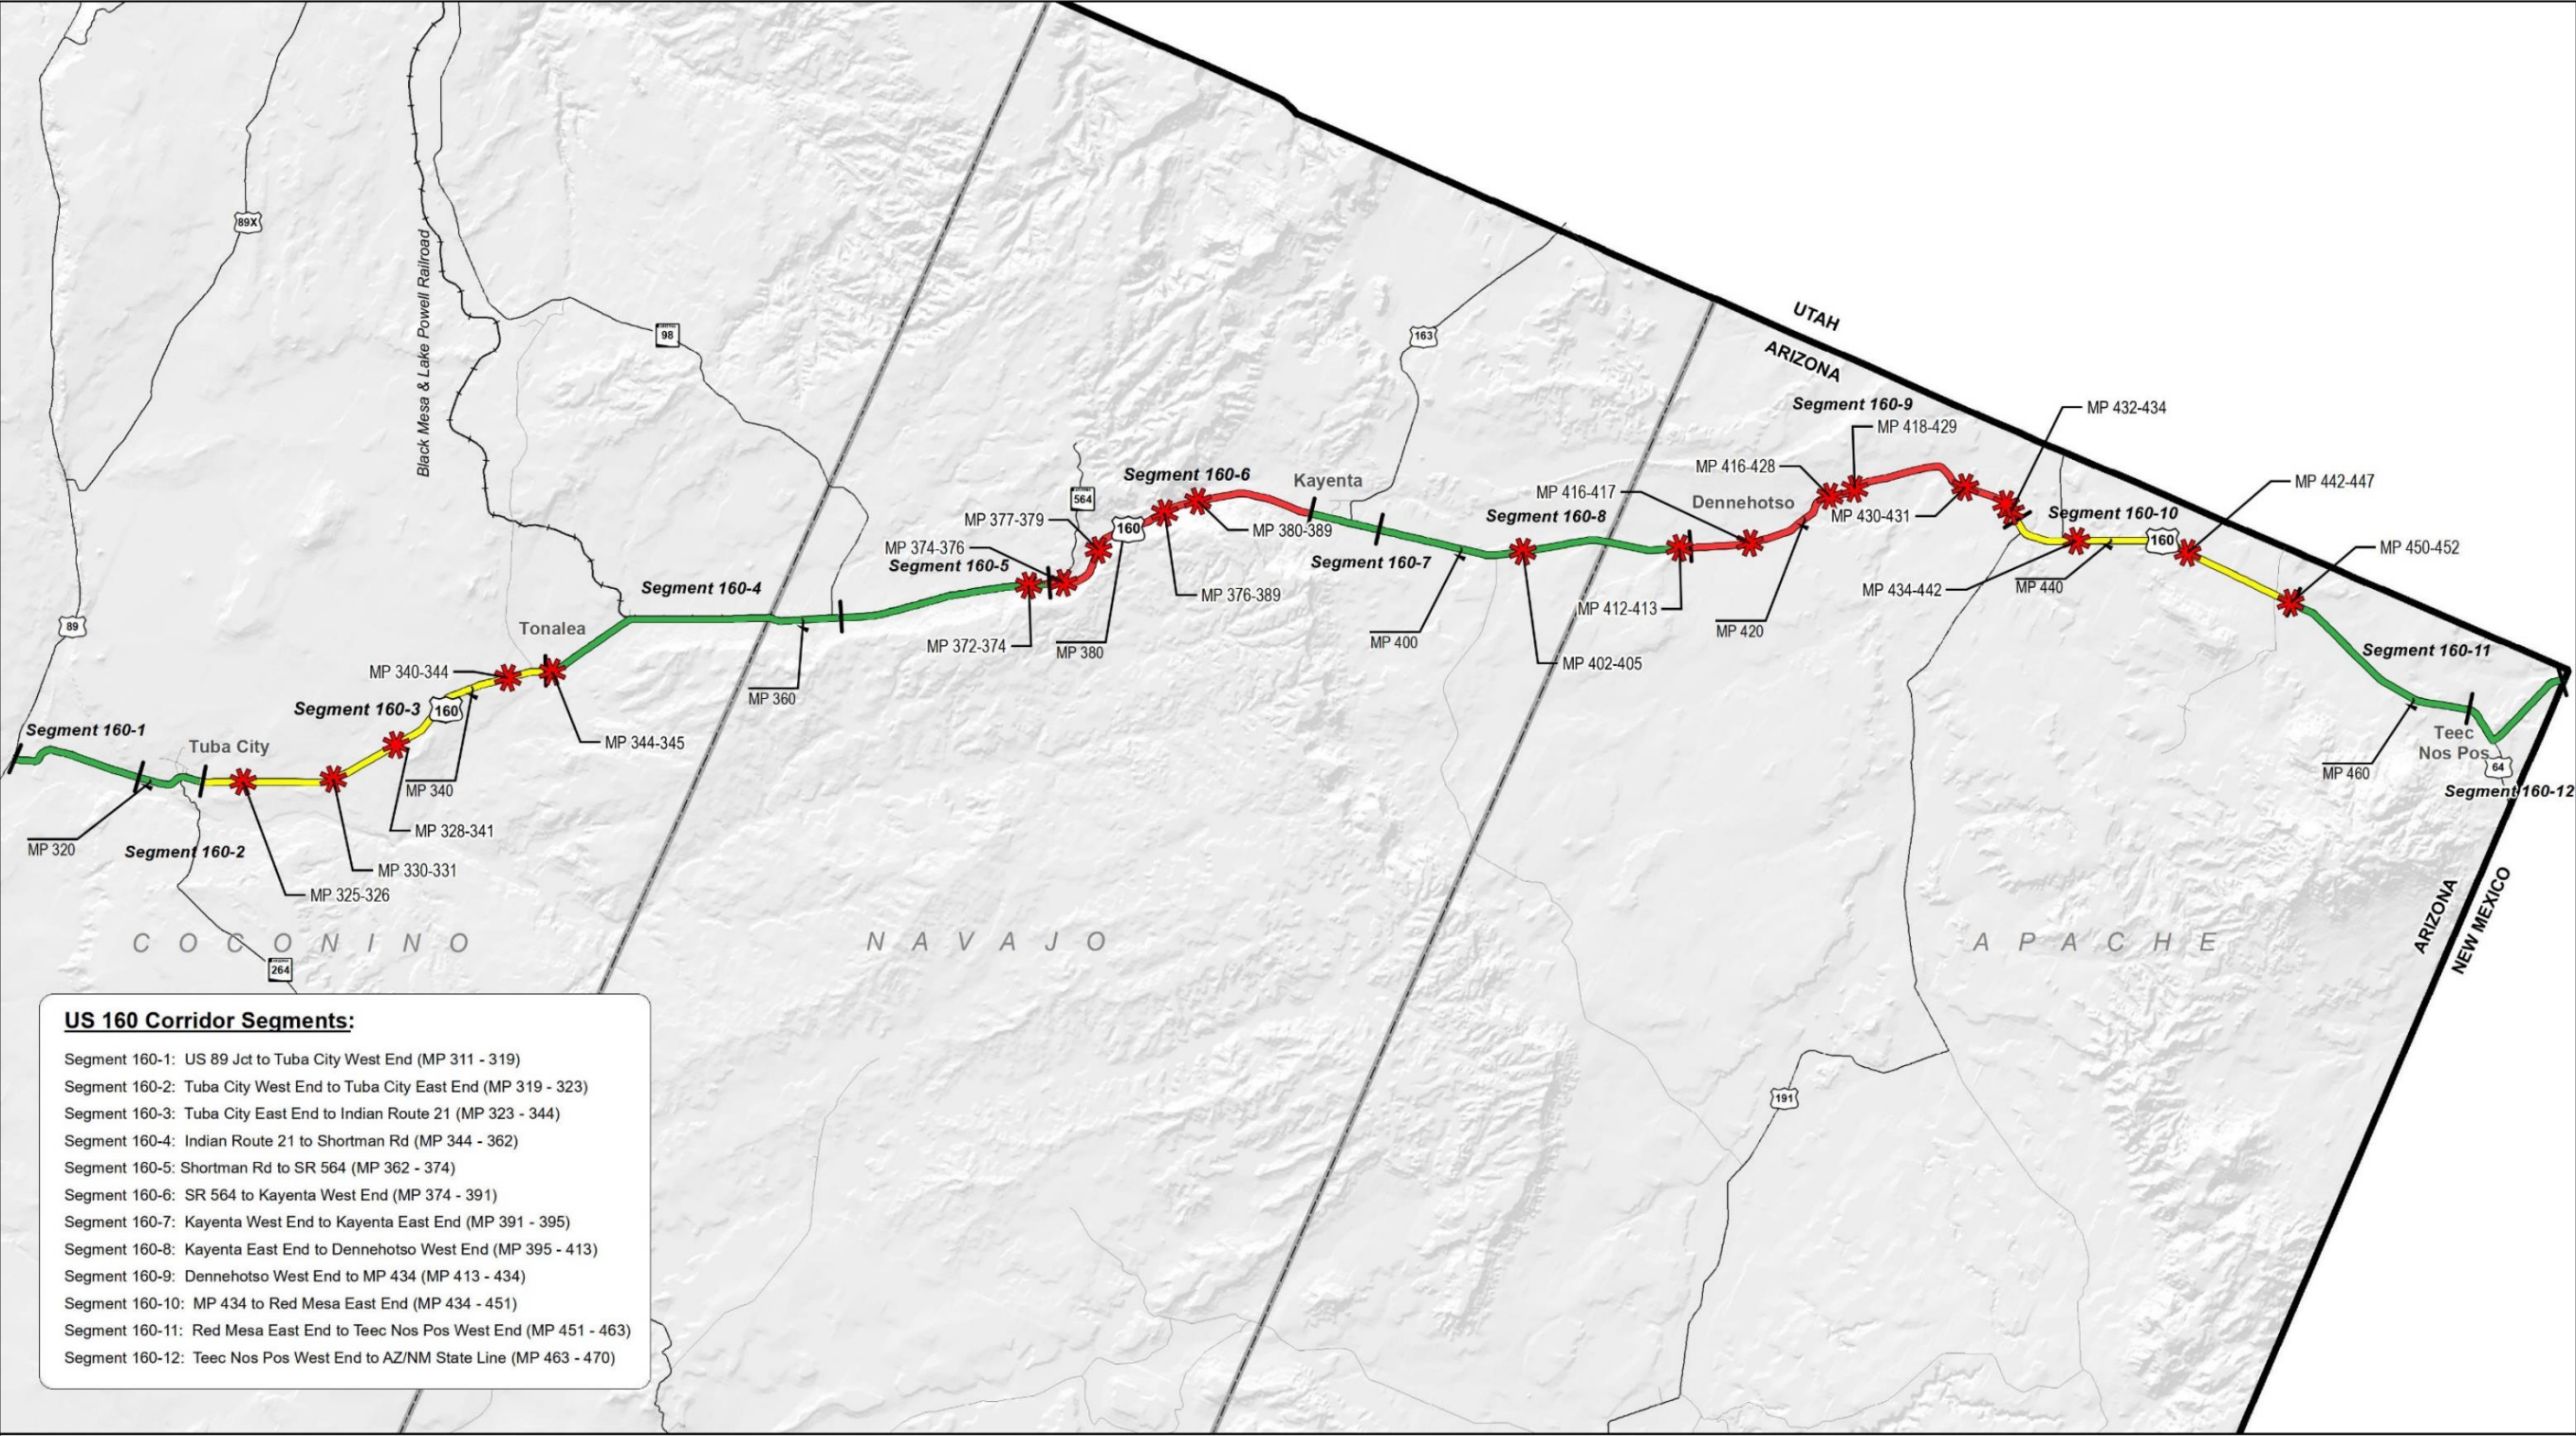 UTAH
ARIZONA
89X
Black Mesa & Lake Powell Railroad
98
163
Segment 160-9
MP 432-434
MP 418-429
MP 416-428
Segment 160-6
Kayenta
MP 442-447
564
MP 416-417
Dennehotso
MP 430-431
Segment 160-10
MP 377-379
160
MP 380-389
Segment 160-8
160
MP 450-452
MP 374-376
Segment 160-5
Segment 160-7
Segment 160-4
MP 376-389
MP 434-442
MP 440
MP 412-413
89
Tonalea
MP 372-374
MP 380
MP 400
MP 420
Segment 160-11
MP 340-344
MP 402-405
MP 360
Segment 160-3
160
Segment 160-1
Tuba City
MP 344-345
Teec
Nos Pos
64
MP 460
MP 340
Segment 160-12
MP 328-341
MP 320
Segment 160-2
MP 330-331
MP 325-326
COCONINO
NAVAJO
APACHE
ARIZONA
NEW MEXICO
264
191
US 160 Corridor Segments:
Segment 160-1: US 89 Jct to Tuba City West End (MP 311 - 319)
Segment 160-2: Tuba City West End to Tuba City East End (MP 319 - 323)
Segment 160-3: Tuba City East End to Indian Route 21 (MP 323 - 344)
Segment 160-4: Indian Route 21 to Shortman Rd (MP 344 - 362)
Segment 160-5: Shortman Rd to SR 564 (MP 362 - 374)
Segment 160-6: SR 564 to Kayenta West End (MP 374 - 391)
Segment 160-7: Kayenta West End to Kayenta East End (MP 391 - 395)
Segment 160-8: Kayenta East End to Dennehotso West End (MP 395 - 413)
Segment 160-9: Dennehotso West End to MP 434 (MP 413 - 434)
Segment 160-10: MP 434 to Red Mesa East End (MP 434 - 451)
Segment 160-11: Red Mesa East End to Teec Nos Pos West End (MP 451 - 463)
Segment 160-12: Teec Nos Pos West End to AZ/NM State Line (MP 463 - 470)